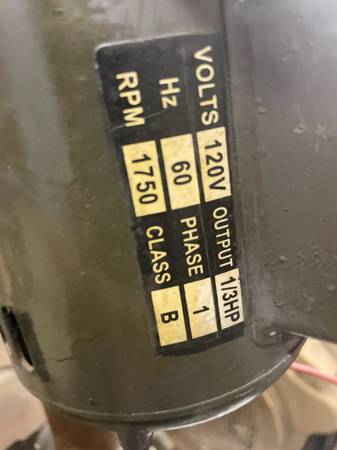 VOLTS 120V OUTPUT 1/3HP
Hz 60 PHASE 1
RPM 1750 CLASS B